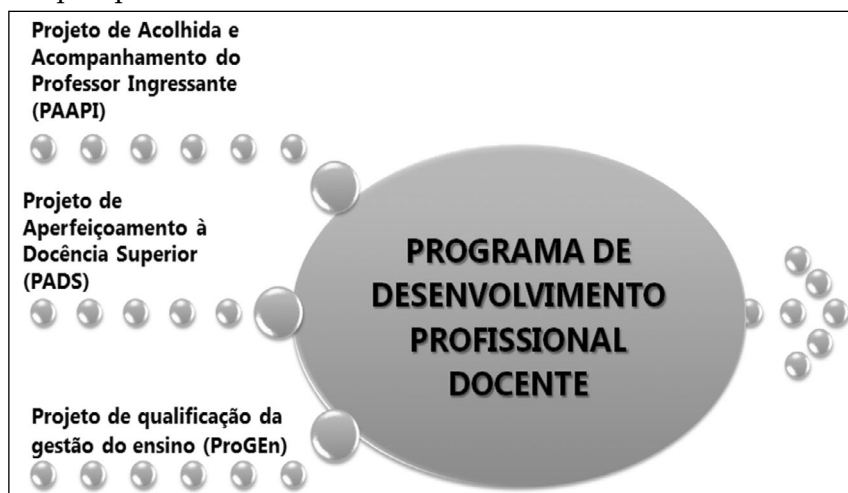 Projeto de Acolhida e
Acompanhamento do
Professor Ingressante
(PAAPI)
Projeto de
Aperfeiçoamento à
Docência Superior
(PADS)
Projeto de qualificação da
gestão do ensino (ProGEn)
PROGRAMA DE
DESENVOLVIMENTO
PROFISSIONAL
DOCENTE